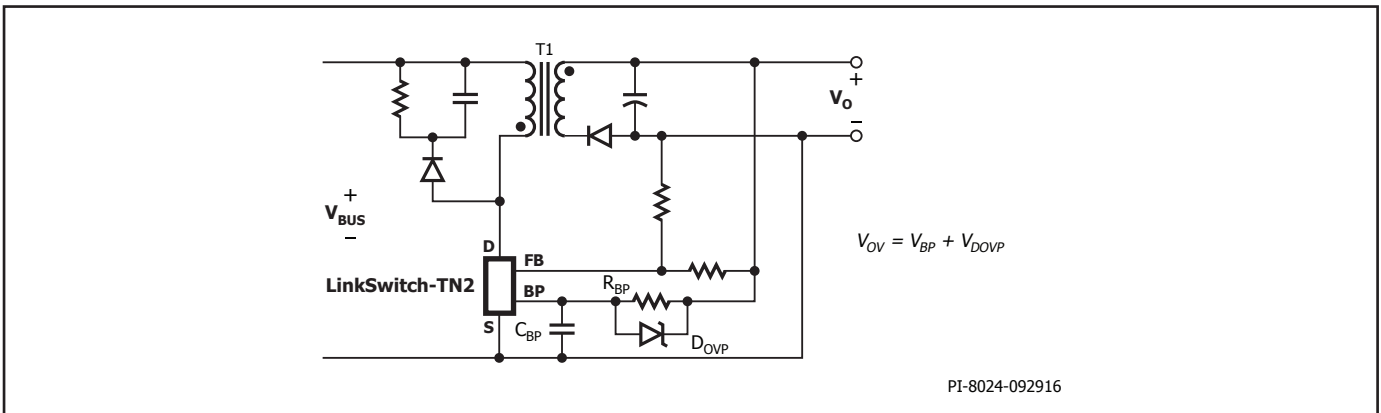 T1
+
V_O
–
+
V_BUS
–
D
FB
LinkSwitch-TN2
BP
S
R_BP
C_BP
D_OVP
V_OV = V_BP + V_DOVP
PI-8024-092916